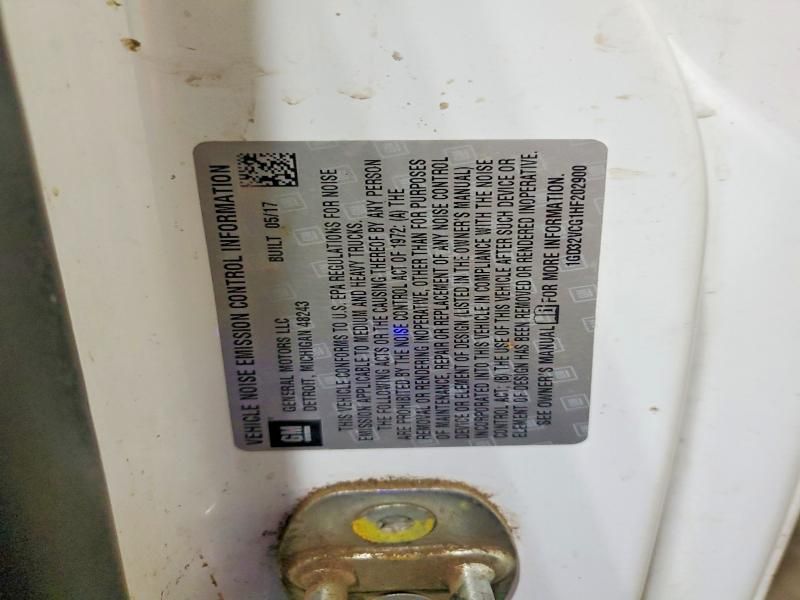 VEHICLE NOISE EMISSION CONTROL INFORMATION
GM
GENERAL MOTORS LLC
DETROIT, MICHIGAN 48243
BUILT 05/17
THIS VEHICLE CONFORMS TO U.S. EPA REGULATIONS FOR NOISE
EMISSION APPLICABLE TO MEDIUM AND HEAVY TRUCKS.
THE FOLLOWING ACTS OR THE CAUSING THEREOF BY ANY PERSON
ARE PROHIBITED BY THE NOISE CONTROL ACT OF 1972: (A) THE
REMOVAL OR RENDERING INOPERATIVE, OTHER THAN FOR PURPOSES
OF MAINTENANCE, REPAIR OR REPLACEMENT OF ANY NOISE CONTROL
DEVICE OR ELEMENT OF DESIGN (LISTED IN THE OWNER'S MANUAL)
INCORPORATED INTO THIS VEHICLE IN COMPLIANCE WITH THE NOISE
CONTROL ACT; (B) THE USE OF THIS VEHICLE AFTER SUCH DEVICE OR
ELEMENT OF DESIGN HAS BEEN REMOVED OR RENDERED INOPERATIVE.
SEE OWNER'S MANUAL FOR MORE INFORMATION.